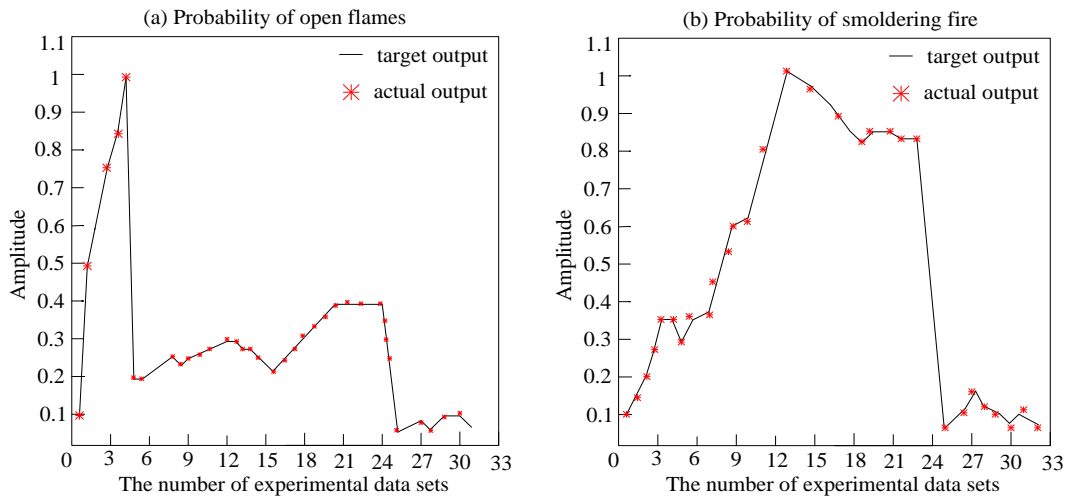 (a) Probability of open flames
1.1
1
0.9
0.8
0.7
0.6
0.5
0.4
0.3
0.2
0.1
Amplitude
target output
actual output
0 3 6 9 12 15 18 21 24 27 30 33
The number of experimental data sets
(b) Probability of smoldering fire
1.1
1
0.9
0.8
0.7
0.6
0.5
0.4
0.3
0.2
0.1
Amplitude
target output
actual output
0 3 6 9 12 15 18 21 24 27 30 33
The number of experimental data sets